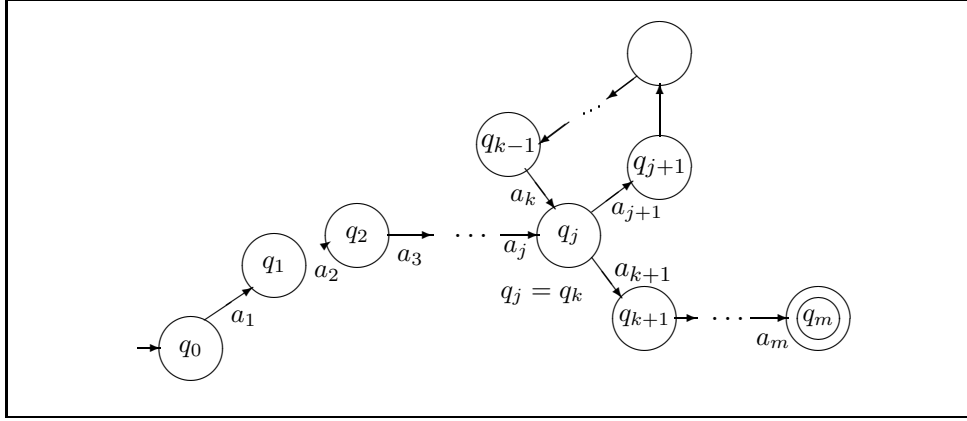 q_{k−1}
q_{j+1}
a_k
a_{j+1}
q_1 q_2 a_3 · · · a_j q_j
a_2
a_{k+1}
q_j = q_k
a_1
q_{k+1} · · · q_m
q_0
a_m